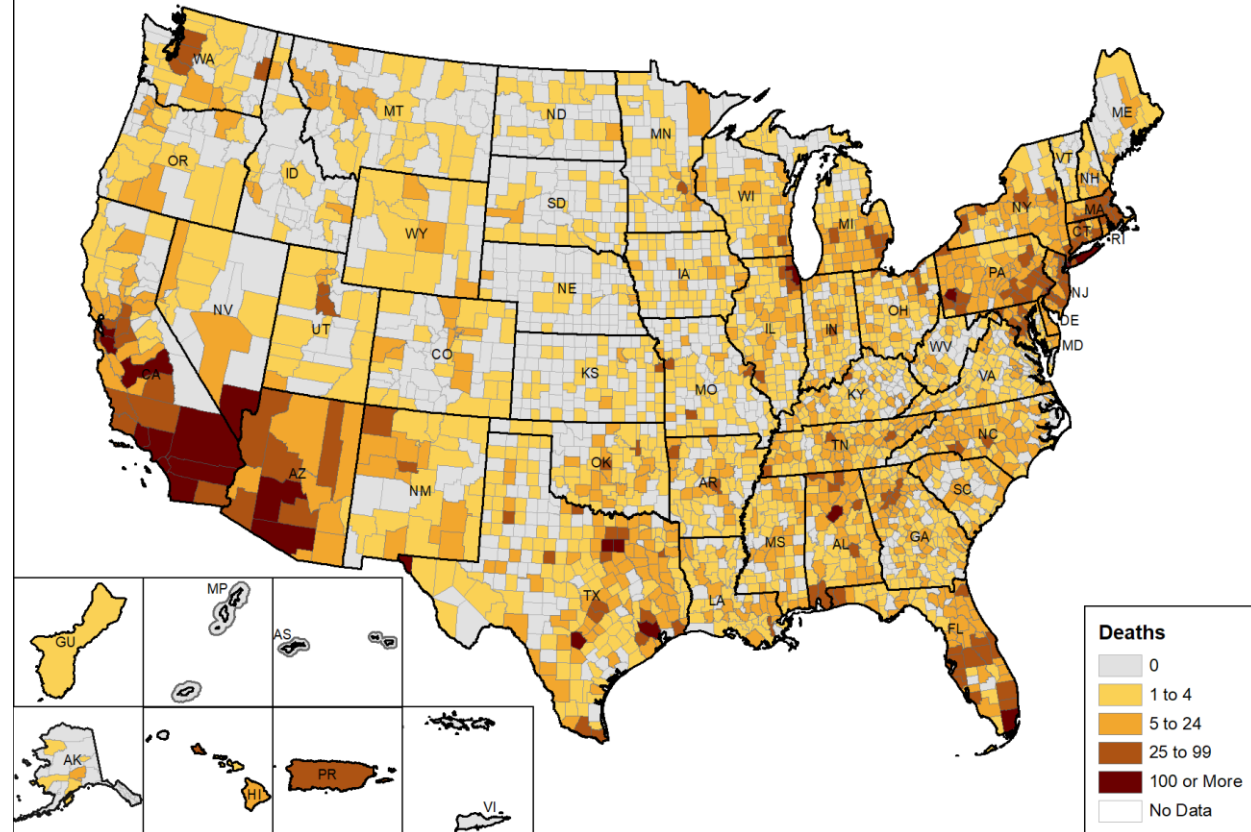 WA
MT
ND
MN
ME
OR
ID
SD
WI
VT
NH
NY
MA
WY
MI
CT
RI
IA
PA
NE
NJ
NV
UT
IL
IN
OH
DE
CO
WV
MD
CA
KS
MO
VA
KY
NC
TN
AZ
OK
NM
AR
SC
MS
AL
GA
TX
LA
FL
GU
MP
AS
AK
HI
PR
VI
Deaths
0
1 to 4
5 to 24
25 to 99
100 or More
No Data